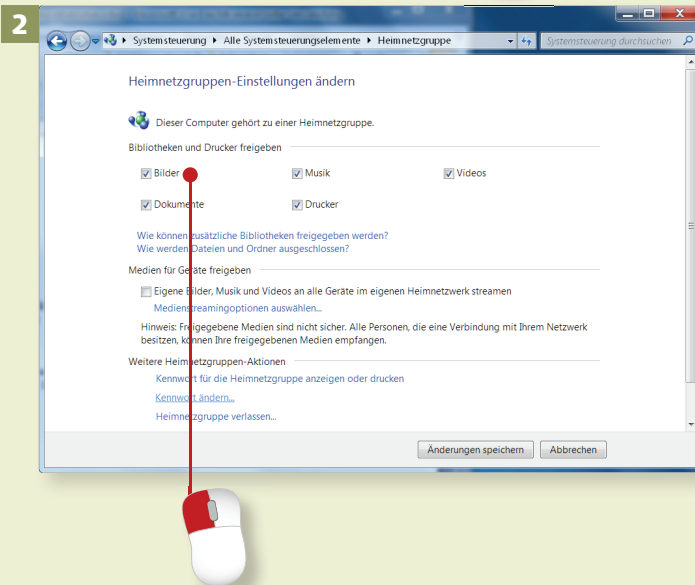 2
Systemsteuerung Alle Systemsteuerungselemente Heimnetzgruppe Systemsteuerung durchsuchen
Heimnetzgruppen-Einstellungen ändern
Dieser Computer gehört zu einer Heimnetzgruppe.
Bibliotheken und Drucker freigeben
Bilder Musik Videos
Dokumente Drucker
Wie können zusätzliche Bibliotheken freigegeben werden?
Wie werden Dateien und Ordner ausgeschlossen?
Medien für Geräte freigeben
Eigene Bilder, Musik und Videos an alle Geräte im eigenen Heimnetzwerk streamen
Medienstreamingoptionen auswählen...
Hinweis: Freigegebene Medien sind nicht sicher. Alle Personen, die eine Verbindung mit Ihrem Netzwerk
besitzen, können Ihre freigegebenen Medien empfangen.
Weitere Heimnetzgruppen-Aktionen
Kennwort für die Heimnetzgruppe anzeigen oder drucken
Kennwort ändern...
Heimnetzgruppe verlassen...
Änderungen speichern Abbrechen